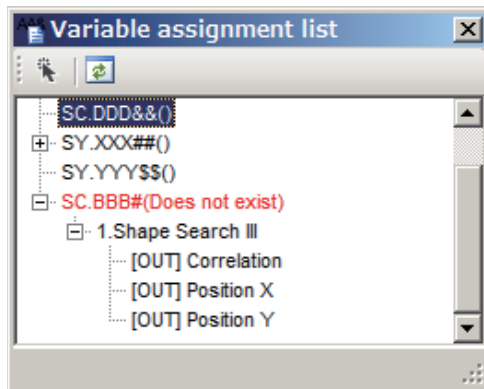 Variable assignment list
SC.DDD&&()
SY.XXX##()
SY.YYY$$()
SC.BBB#(Does not exist)
1.Shape Search III
[OUT] Correlation
[OUT] Position X
[OUT] Position Y